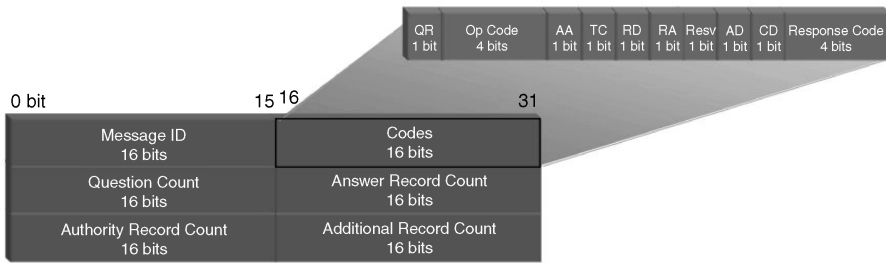 QR Op Code AA TC RD RA Resv AD CD Response Code
1 bit 4 bits 1 bit 1 bit 1 bit 1 bit 1 bit 1 bit 1 bit 4 bits
0 bit 15 16 31
Message ID Codes
16 bits 16 bits
Question Count Answer Record Count
16 bits 16 bits
Authority Record Count Additional Record Count
16 bits 16 bits